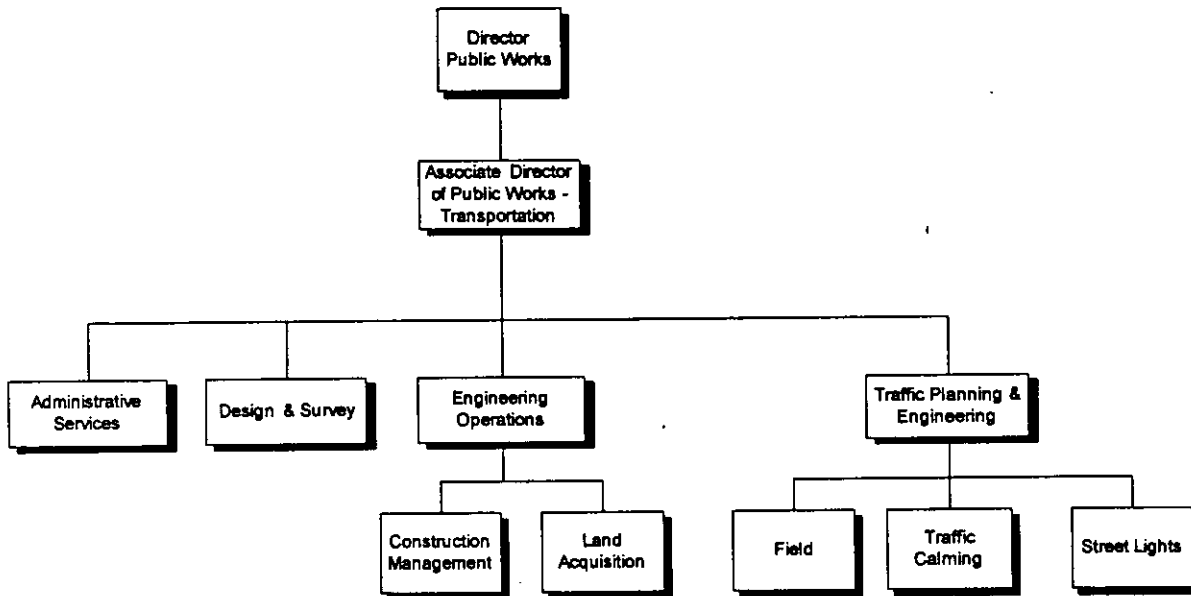 Director
Public Works
Associate Director
of Public Works -
Transportation
Administrative
Services
Design & Survey
Engineering
Operations
Traffic Planning &
Engineering
Construction
Management
Land
Acquisition
Field
Traffic
Calming
Street Lights